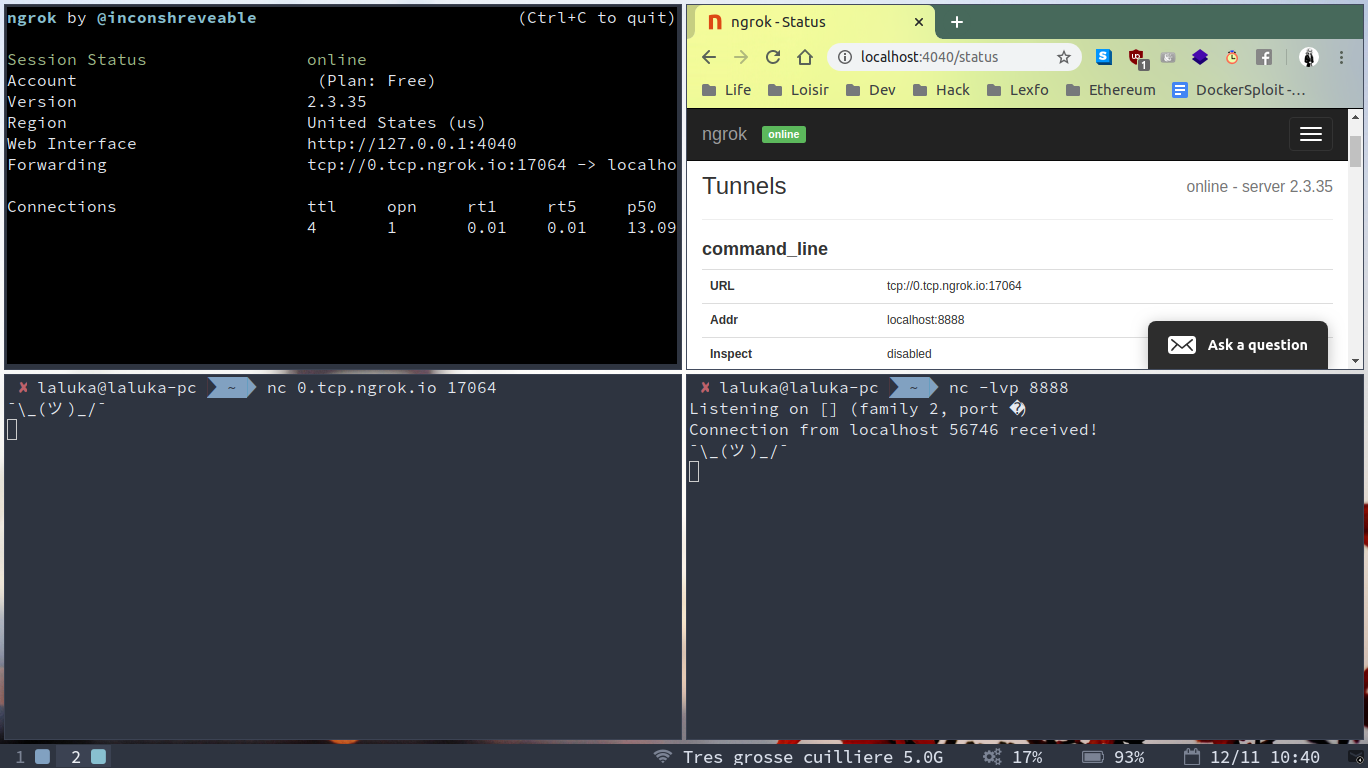 ngrok by @inconshreveable (Ctrl+C to quit)
Session Status online
Account (Plan: Free)
Version 2.3.35
Region United States (us)
Web Interface http://127.0.0.1:4040
Forwarding tcp://0.tcp.ngrok.io:17064 -> localho
Connections ttl opn rt1 rt5 p50
4 1 0.01 0.01 13.09
ngrok - Status
localhost:4040/status
1
Life Loisir Dev Hack Lexfo Ethereum DockerSploit -...
ngrok online
Tunnels online - server 2.3.35
command_line
URL tcp://0.tcp.ngrok.io:17064
Addr localhost:8888
Inspect disabled
Ask a question
✘ laluka@laluka-pc ~ nc 0.tcp.ngrok.io 17064
¯\_(ツ)_/¯
✘ laluka@laluka-pc ~ nc -lvp 8888
Listening on [] (family 2, port �)
Connection from localhost 56746 received!
¯\_(ツ)_/¯
1 2 Tres grosse cuilliere 5.0G 17% 93% 12/11 10:40